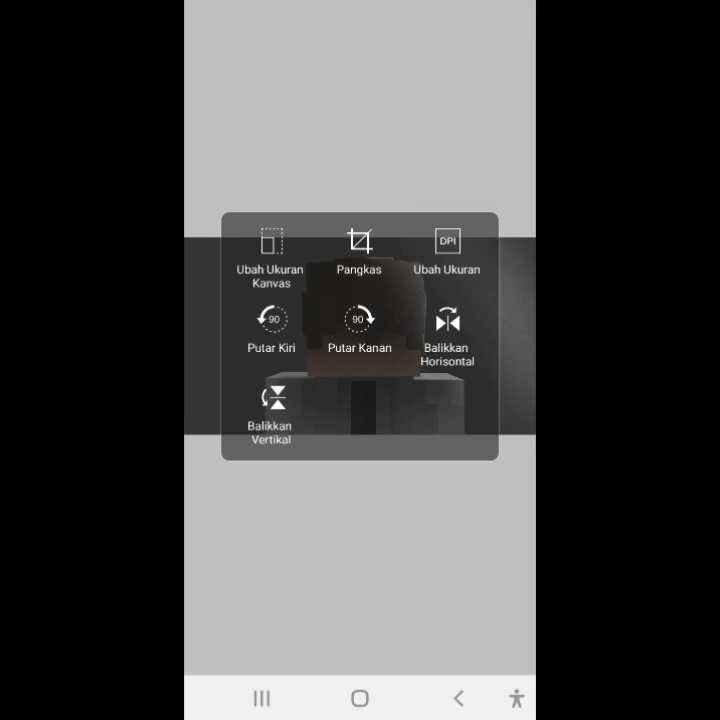 DPI
Ubah Ukuran
Kanvas
Pangkas
Ubah Ukuran
90
90
Putar Kiri
Putar Kanan
Balikkan
Horisontal
Balikkan
Vertikal